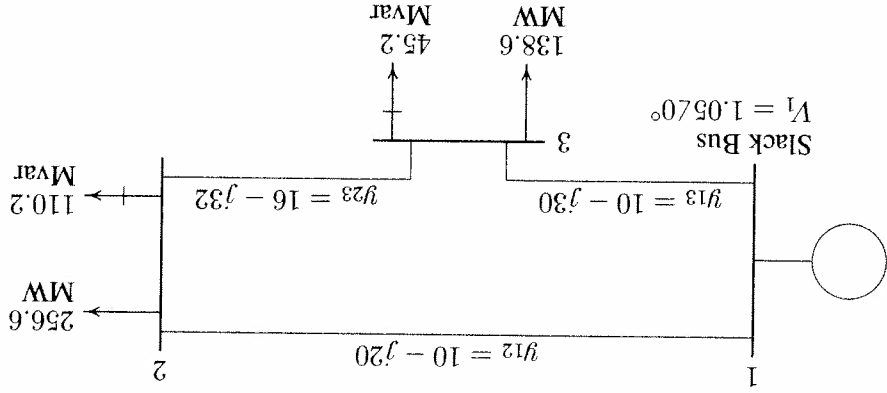 1
2
y₁₂ = 10 − j20
256.6
MW
110.2
Mvar
y₁₃ = 10 − j30
y₂₃ = 16 − j32
Slack Bus
V₁ = 1.05∠0°
3
138.6
MW
45.2
Mvar